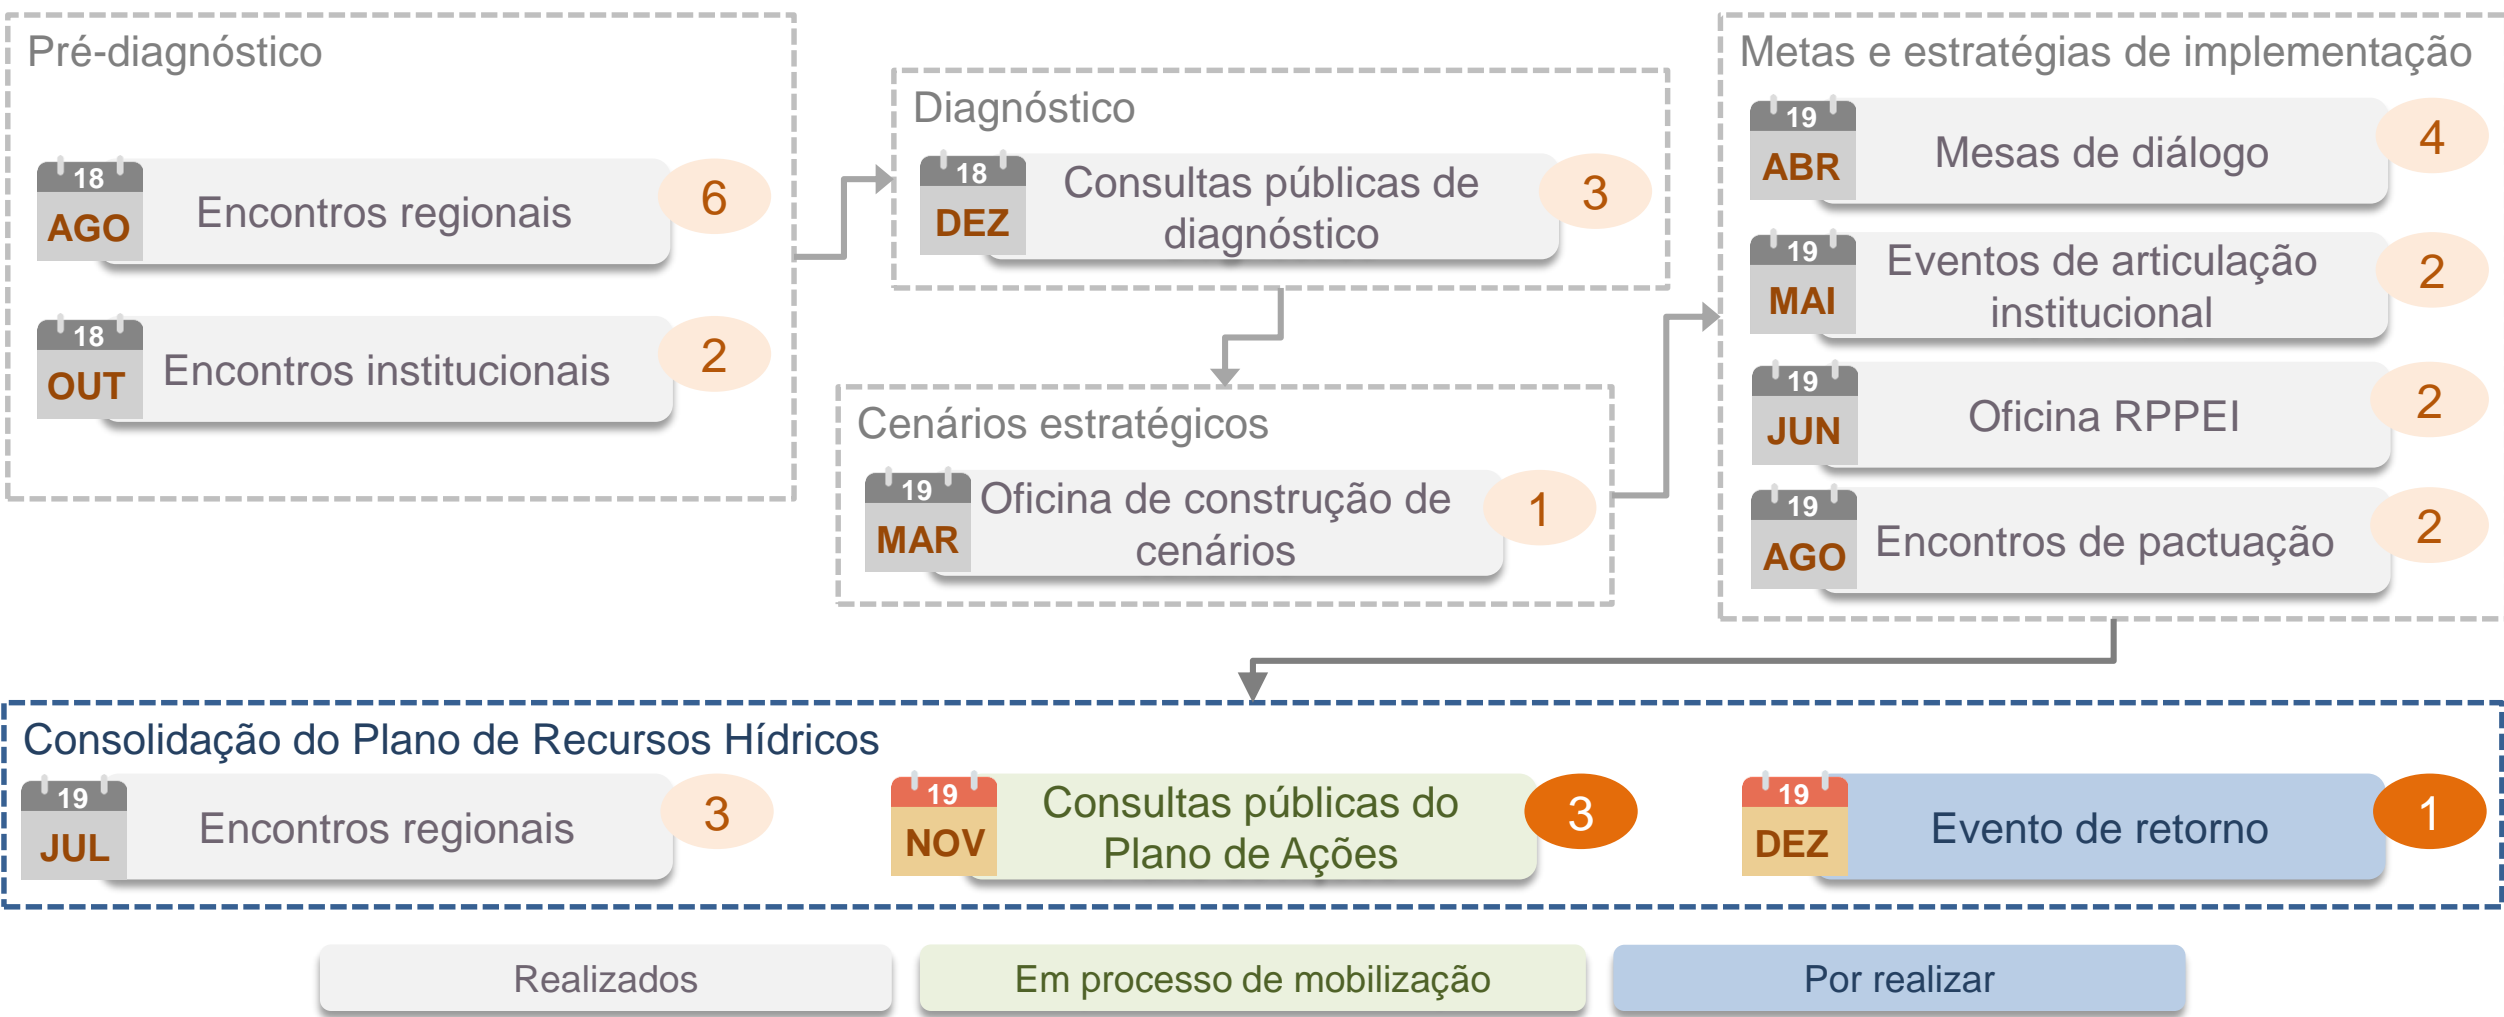 Pré-diagnóstico
18
AGO
Encontros regionais
6
18
OUT
Encontros institucionais
2
Diagnóstico
18
DEZ
Consultas públicas de
diagnóstico
3
Cenários estratégicos
19
MAR
Oficina de construção de
cenários
1
Metas e estratégias de implementação
19
ABR
Mesas de diálogo
4
19
MAI
Eventos de articulação
institucional
2
19
JUN
Oficina RPPEI
2
19
AGO
Encontros de pactuação
2
Consolidação do Plano de Recursos Hídricos
19
JUL
Encontros regionais
3
19
NOV
Consultas públicas do
Plano de Ações
3
19
DEZ
Evento de retorno
1
Realizados
Em processo de mobilização
Por realizar